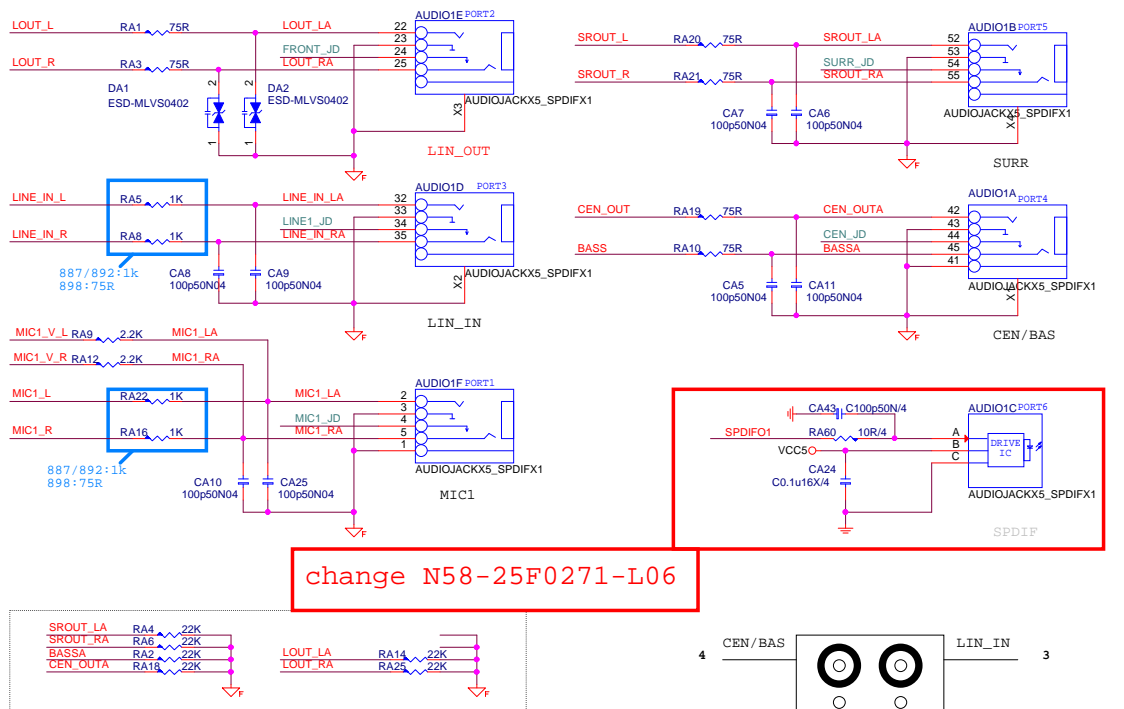 LOUT_L RA1 75R LOUT_LA 22 AUDIO1E PORT2
23
FRONT_JD 24
LOUT_R RA3 75R LOUT_RA 25
DA1
ESD-MLVS0402
2 1
DA2
ESD-MLVS0402
2 1
X3
AUDIOJACKX5_SPDIFX1
F
LIN_OUT
SROUT_L RA20 75R SROUT_LA 52 AUDIO1B PORT5
53
SURR_JD 54
SROUT_R RA21 75R SROUT_RA 55
CA7
100p50N04
CA6
100p50N04
AUDIOJACKX5_SPDIFX1
F
SURR
LINE_IN_L RA5 1K LINE_IN_LA 32 AUDIO1D PORT3
33
LINE1_JD 34
LINE_IN_R RA8 1K LINE_IN_RA 35
887/892:1k
898:75R
CA8
100p50N04
CA9
100p50N04
X2
AUDIOJACKX5_SPDIFX1
F
LIN_IN
CEN_OUT RA19 75R CEN_OUTA 42 AUDIO1A PORT4
43
CEN_JD 44
BASS RA10 75R BASSA 45
41
CA5
100p50N04
CA11
100p50N04
AUDIOJACKX5_SPDIFX1
F
CEN/BAS
MIC1_V_L RA9 2.2K MIC1_LA
MIC1_V_R RA12 2.2K MIC1_RA
MIC1_L RA22 1K MIC1_LA 2 AUDIO1F PORT1
3
MIC1_JD 4
MIC1_R RA16 1K MIC1_RA 5
1
887/892:1k
898:75R
CA10
100p50N04
CA25
100p50N04
AUDIOJACKX5_SPDIFX1
F
MIC1
CA43 C100p50N/4 AUDIO1C PORT6
SPDIFO1 RA60 10R/4 A
VCC5 B
C
DRIVE
IC
CA24
C0.1u16X/4
AUDIOJACKX5_SPDIFX1
SPDIF
change N58-25F0271-L06
SROUT_LA RA4 22K
SROUT_RA RA6 22K
BASSA RA2 22K
CEN_OUTA RA18 22K
F
LOUT_LA RA14 22K
LOUT_RA RA25 22K
F
4 CEN/BAS LIN_IN 3